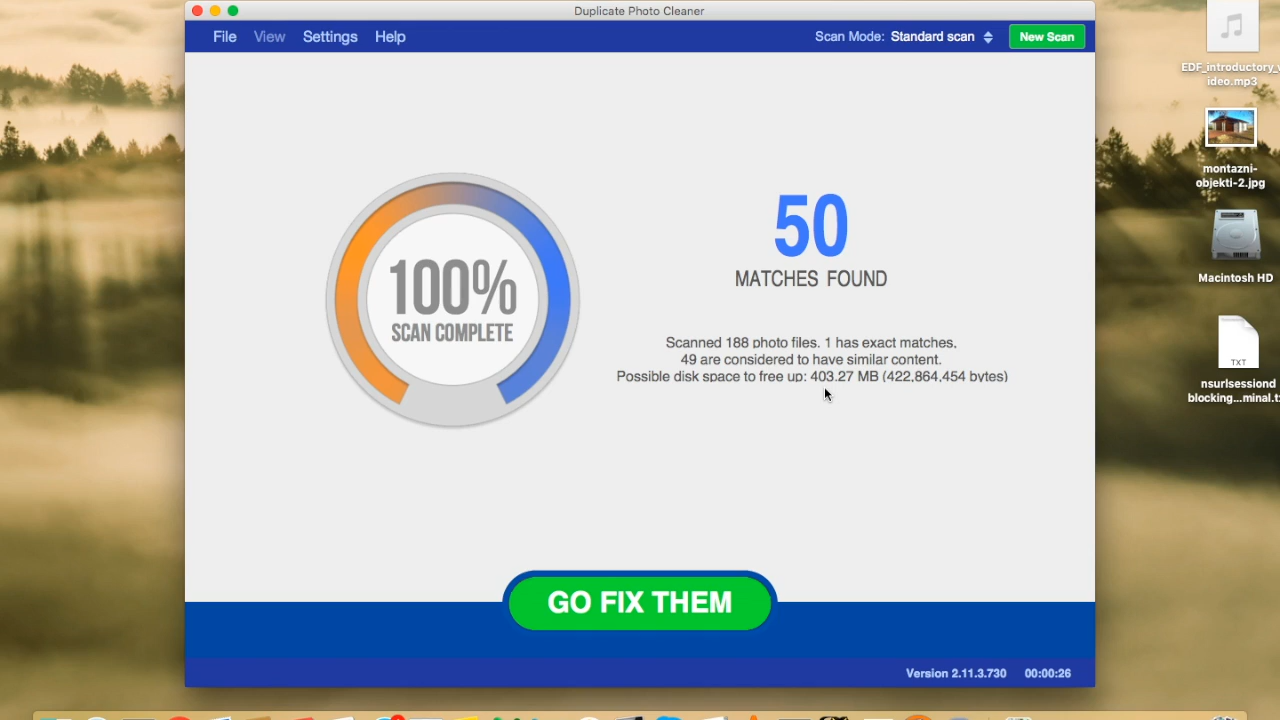 Duplicate Photo Cleaner
File View Settings Help Scan Mode: Standard scan New Scan
100%
SCAN COMPLETE
50
MATCHES FOUND
Scanned 188 photo files. 1 has exact matches,
49 are considered to have similar content.
Possible disk space to free up: 403.27 MB (422,864,454 bytes)
GO FIX THEM
Version 2.11.3.730 00:00:26
EDF_introductory_v
ideo.mp3
montazni-
objekti-2.jpg
Macintosh HD
TXT
nsurlsessiond
blocking...minal.t